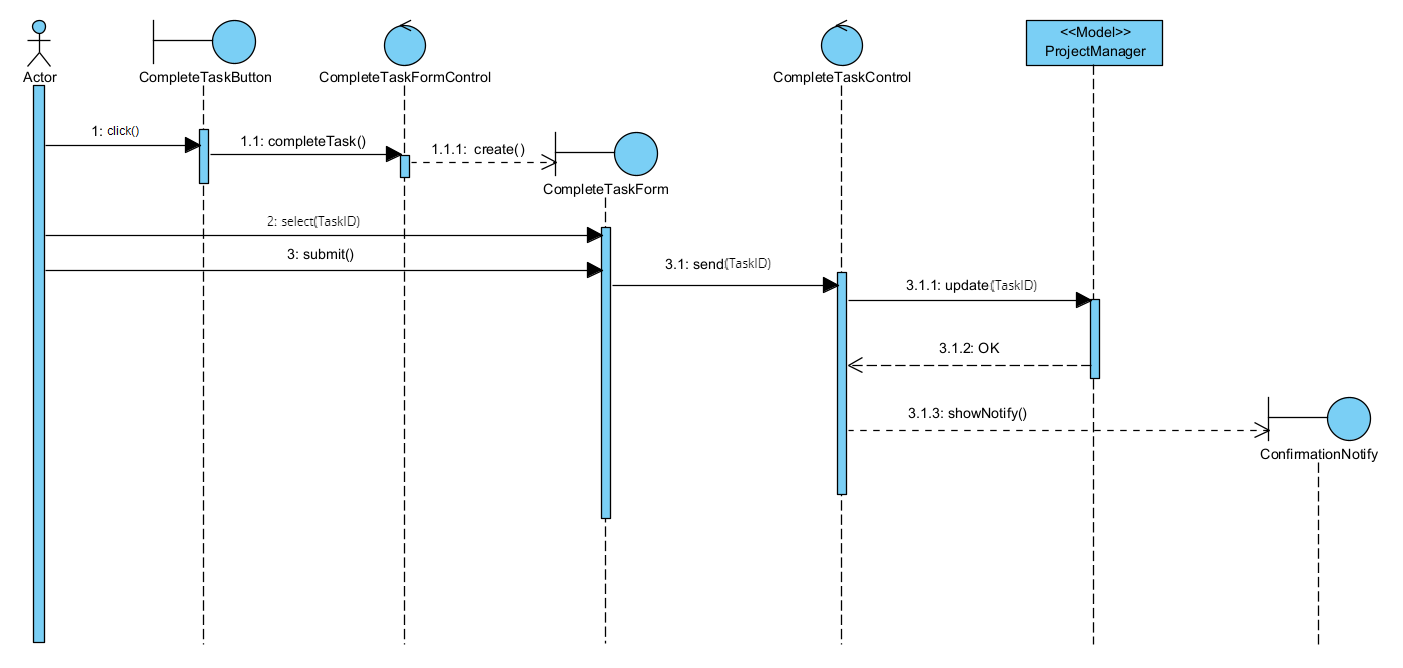 <<Model>>
ProjectManager
Actor
CompleteTaskButton
CompleteTaskFormControl
CompleteTaskControl
1: click()
1.1: completeTask()
1.1.1: create()
CompleteTaskForm
2: select(TaskID)
3: submit()
3.1: send(TaskID)
3.1.1: update(TaskID)
3.1.2: OK
3.1.3: showNotify()
ConfirmationNotify